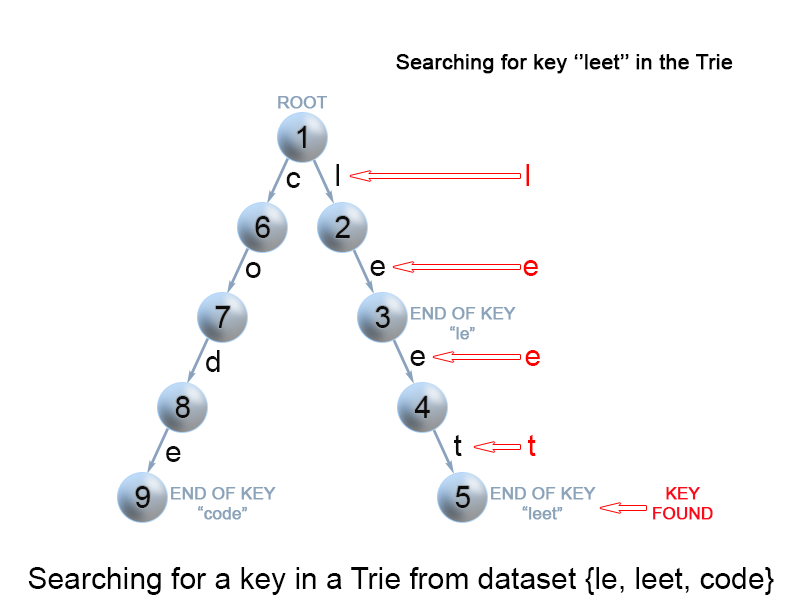 Searching for key ‘’leet’’ in the Trie
ROOT
1
c
l
l
6
2
o
e
e
7
3
END OF KEY
“le”
d
e
e
8
4
e
t
t
9
END OF KEY
“code”
5
END OF KEY
“leet”
KEY
FOUND
Searching for a key in a Trie from dataset {le, leet, code}